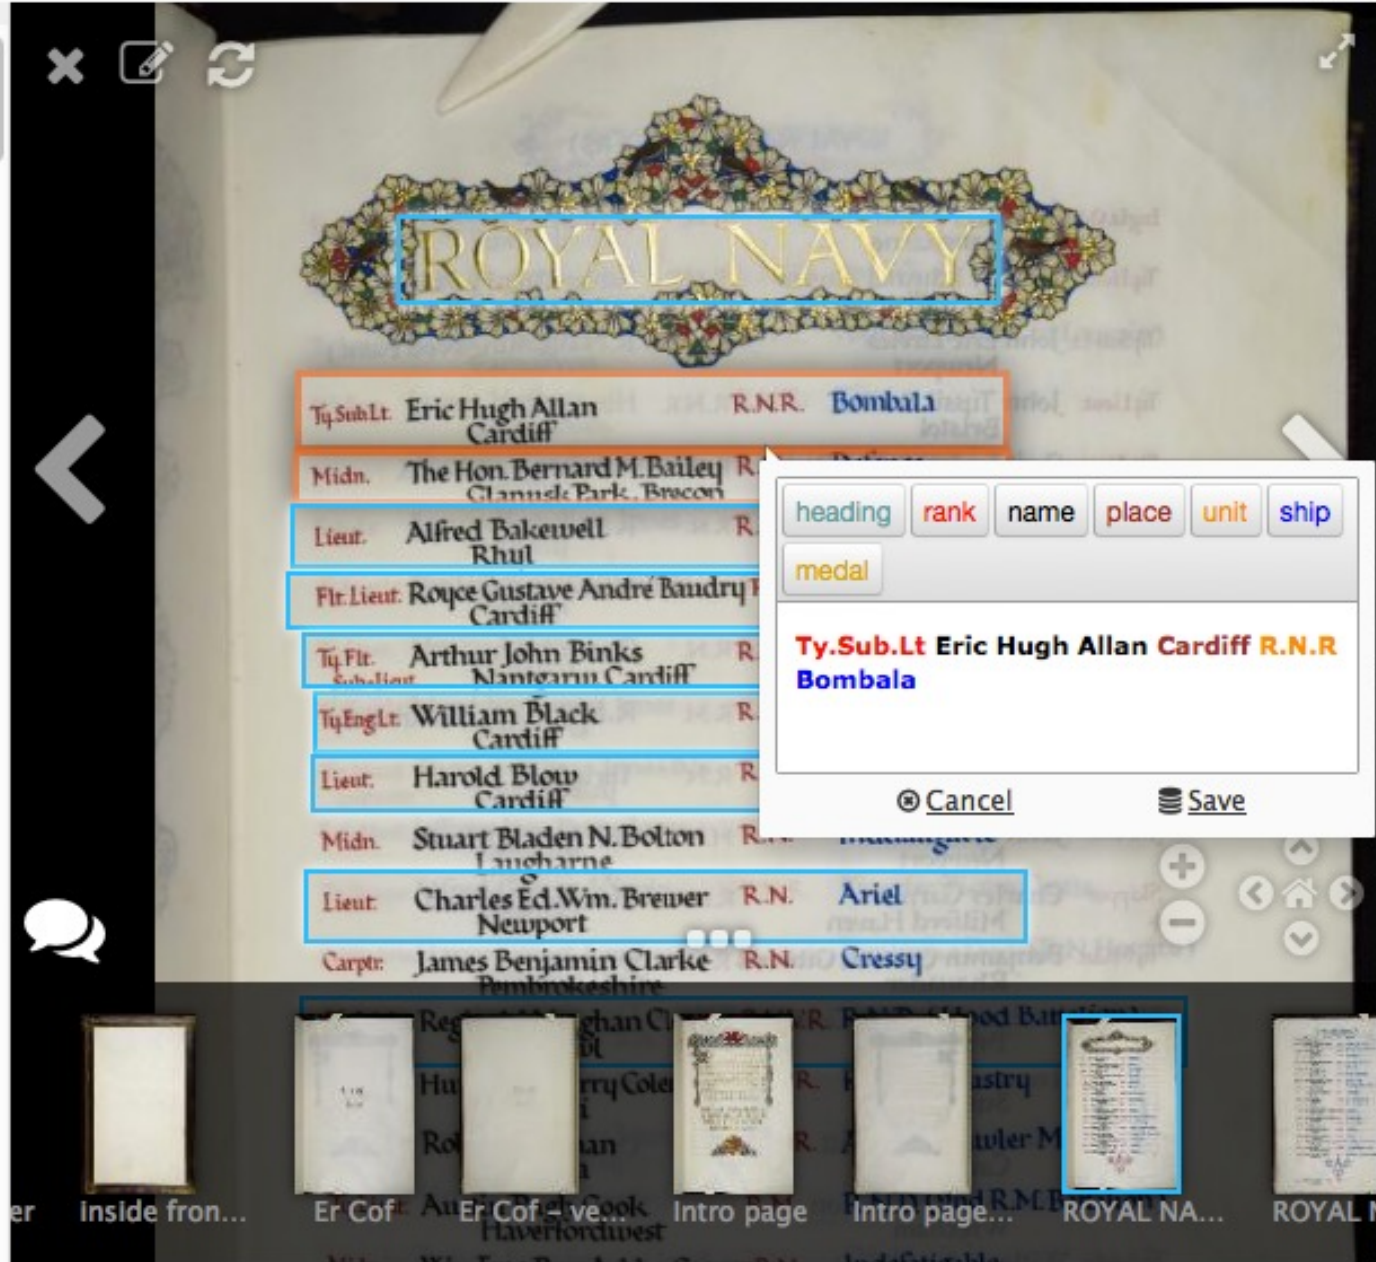 ROYAL NAVY
Ty.Sub.Lt. Eric Hugh Allan R.N.R. Bombala
Cardiff
Midn. The Hon. Bernard M. Bailey
Glanusk Park, Brecon
heading rank name place unit ship
medal
Ty.Sub.Lt Eric Hugh Allan Cardiff R.N.R
Bombala
Cancel Save
Lieut. Alfred Bakewell
Rhyl
Flt.Lieut. Royce Gustave André Baudry
Cardiff
Ty.Flt. Arthur John Binks
Sub-Lieut. Nantgarw Cardiff
Ty.Eng.Lt. William Black
Cardiff
Lieut. Harold Blow
Cardiff
Midn. Stuart Bladen N. Bolton R.N.
Laugharne
Lieut. Charles Ed. Wm. Brewer R.N. Ariel
Newport
Carptr. James Benjamin Clarke R.N. Cressy
Pembrokeshire
Haverfordwest
er inside fron... Er Cof Er Cof - ve... Intro page Intro page... ROYAL NA... ROYAL N